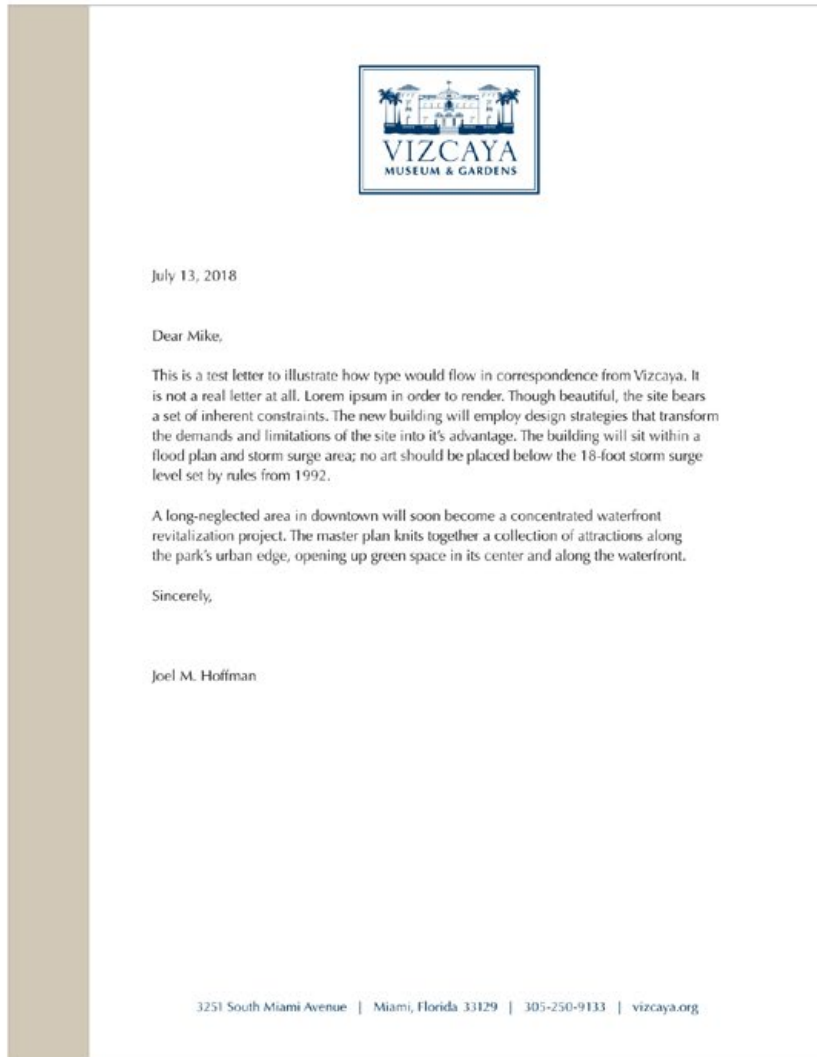 VIZCAYA
MUSEUM & GARDENS
July 13, 2018
Dear Mike,
This is a test letter to illustrate how type would flow in correspondence from Vizcaya. It
is not a real letter at all. Lorem ipsum in order to render. Though beautiful, the site bears
a set of inherent constraints. The new building will employ design strategies that transform
the demands and limitations of the site into it's advantage. The building will sit within a
flood plan and storm surge area; no art should be placed below the 18-foot storm surge
level set by rules from 1992.
A long-neglected area in downtown will soon become a concentrated waterfront
revitalization project. The master plan knits together a collection of attractions along
the park's urban edge, opening up green space in its center and along the waterfront.
Sincerely,
Joel M. Hoffman
3251 South Miami Avenue | Miami, Florida 33129 | 305-250-9133 | vizcaya.org